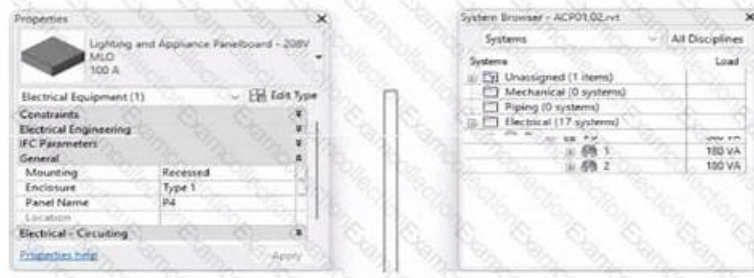 Properties
Lighting and Appliance Panelboard - 208V
MLO
100 A
Electrical Equipment (1)
Edit Type
Constraints
Electrical Engineering
IFC Parameters
General
Mounting Recessed
Enclosure Type 1
Panel Name P4
Location
Electrical - Circuiting
Properties help
Apply
System Browser - ACP01.02.rvt
Systems All Disciplines
Systems Load
Unassigned (1 items)
Mechanical (0 systems)
Piping (0 systems)
Electrical (17 systems)
1 180 VA
2 180 VA